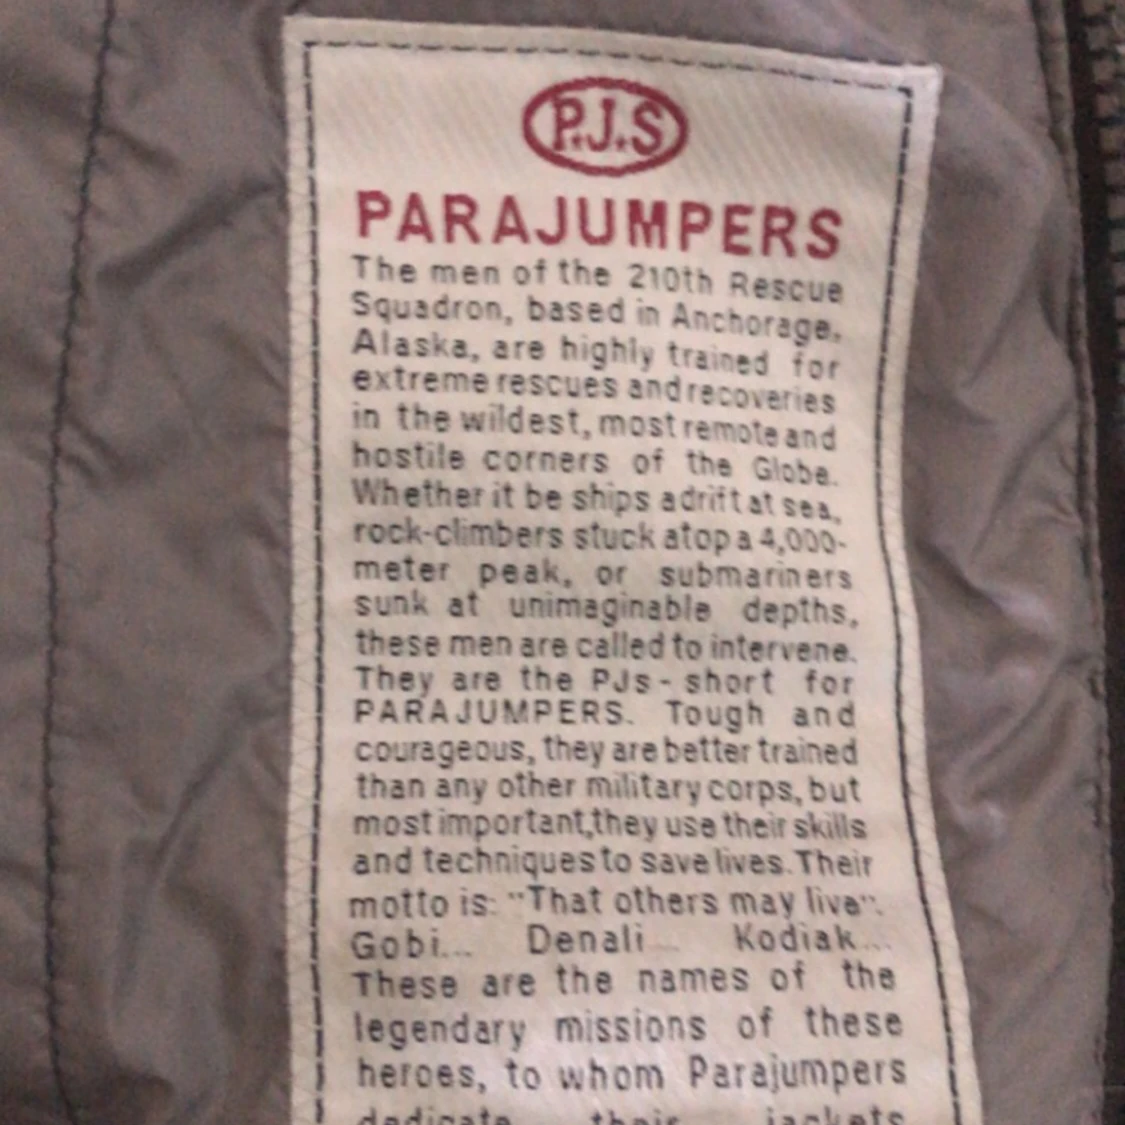 P.J.S
PARAJUMPERS
The men of the 210th Rescue
Squadron, based in Anchorage,
Alaska, are highly trained for
extreme rescues and recoveries
in the wildest, most remote and
hostile corners of the Globe.
Whether it be ships adrift at sea,
rock-climbers stuck atop a 4,000-
meter peak, or submariners
sunk at unimaginable depths,
these men are called to intervene.
They are the PJs - short for
PARAJUMPERS. Tough and
courageous, they are better trained
than any other military corps, but
most important,they use their skills
and techniques to save lives. Their
motto is: "That others may live".
Gobi... Denali... Kodiak...
These are the names of the
legendary missions of these
heroes, to whom Parajumpers
dedicate their jackets